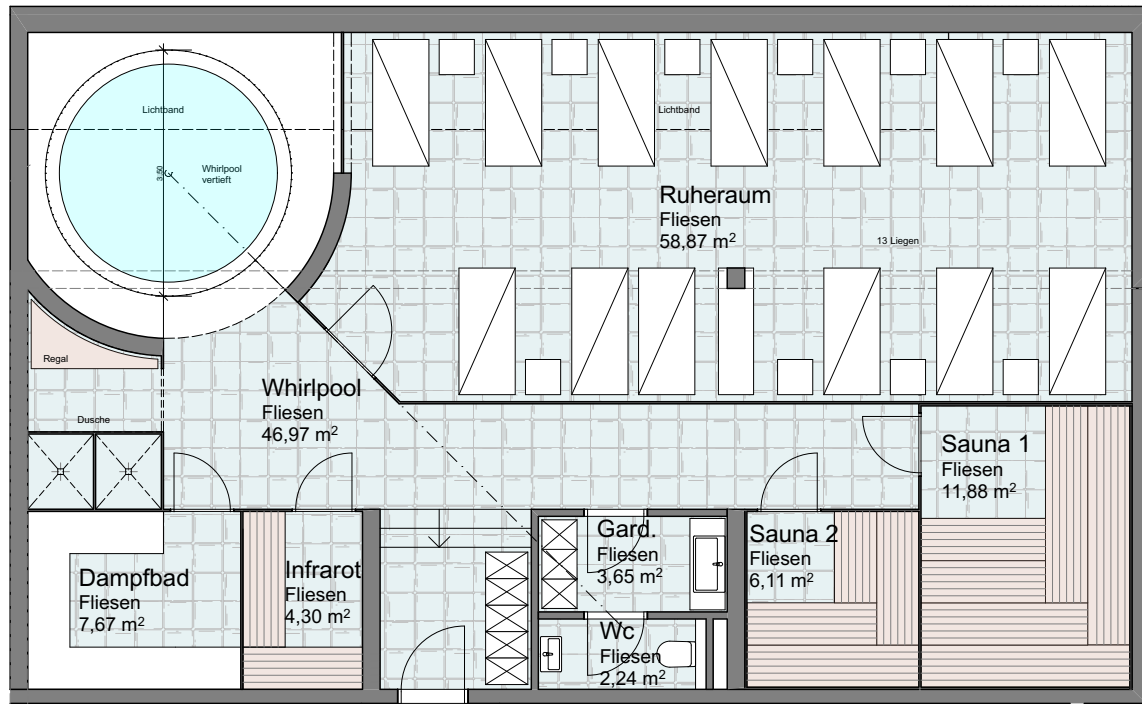 Lichtband
Lichtband
3.50
Whirlpool
vertieft
Ruheraum
Fliesen
58,87 m²
13 Liegen
Regal
Whirlpool
Fliesen
46,97 m²
Dusche
Sauna 1
Fliesen
11,88 m²
Gard.
Fliesen
3,65 m²
Sauna 2
Fliesen
6,11 m²
Dampfbad
Fliesen
7,67 m²
Infrarot
Fliesen
4,30 m²
Wc
Fliesen
2,24 m²